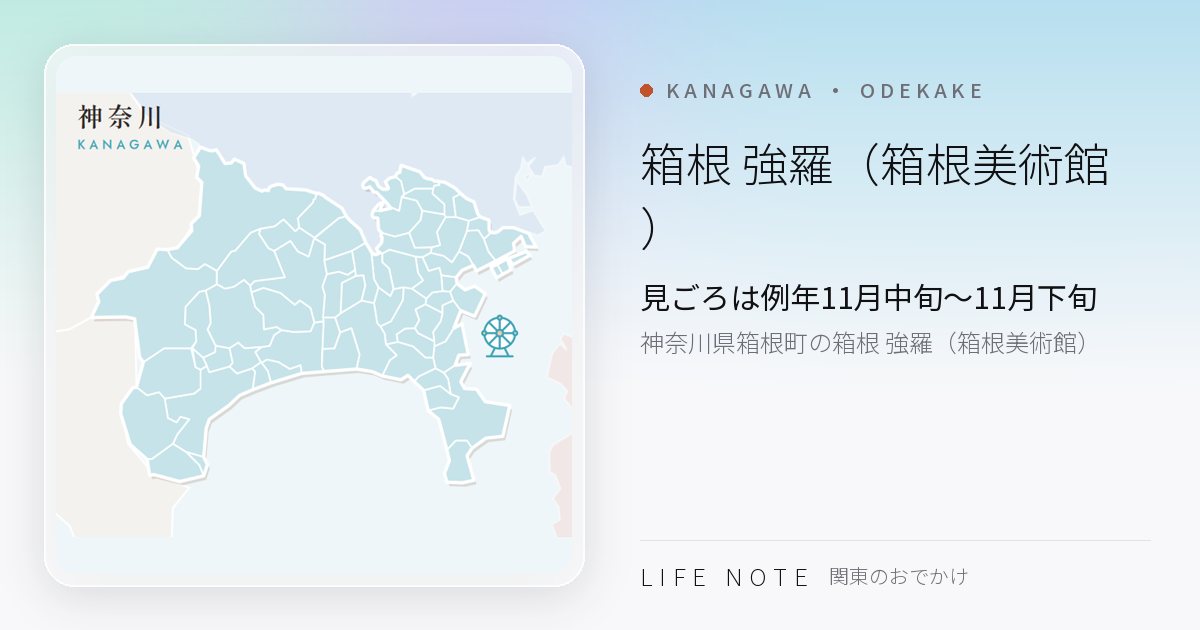 神奈川
KANAGAWA
KANAGAWA • ODEKAKE
箱根 強羅（箱根美術館
）
見ごろは例年11月中旬〜11月下旬
神奈川県箱根町の箱根 強羅（箱根美術館）
LIFE NOTE 関東のおでかけ